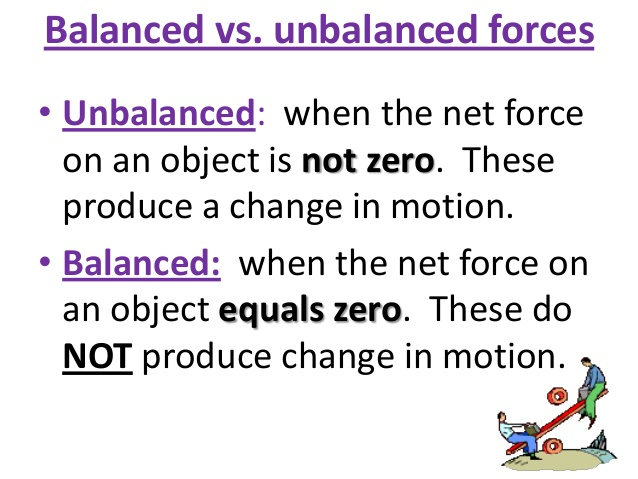 Balanced vs. unbalanced forces
• Unbalanced:  when the net force
on an object is not zero.  These
produce a change in motion.
• Balanced:  when the net force on
an object equals zero.  These do
NOT produce change in motion.